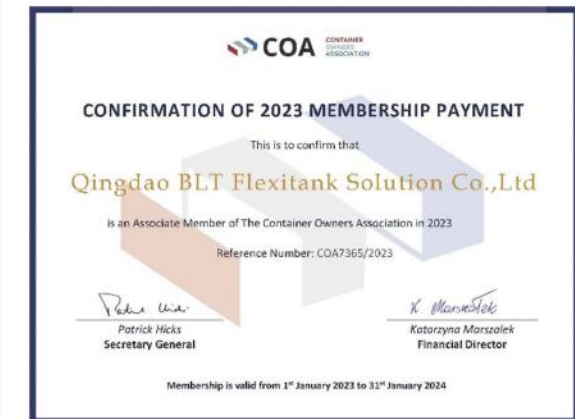 COA CONTAINER
OWNERS
ASSOCIATION
CONFIRMATION OF 2023 MEMBERSHIP PAYMENT
This is to confirm that
Qingdao BLT Flexitank Solution Co.,Ltd
is an Associate Member of The Container Owners Association in 2023
Reference Number: COA7365/2023
K. Marszałek
Patrick Hicks
Secretary General
Katarzyna Marszalek
Financial Director
Membership is valid from 1st January 2023 to 31st January 2024